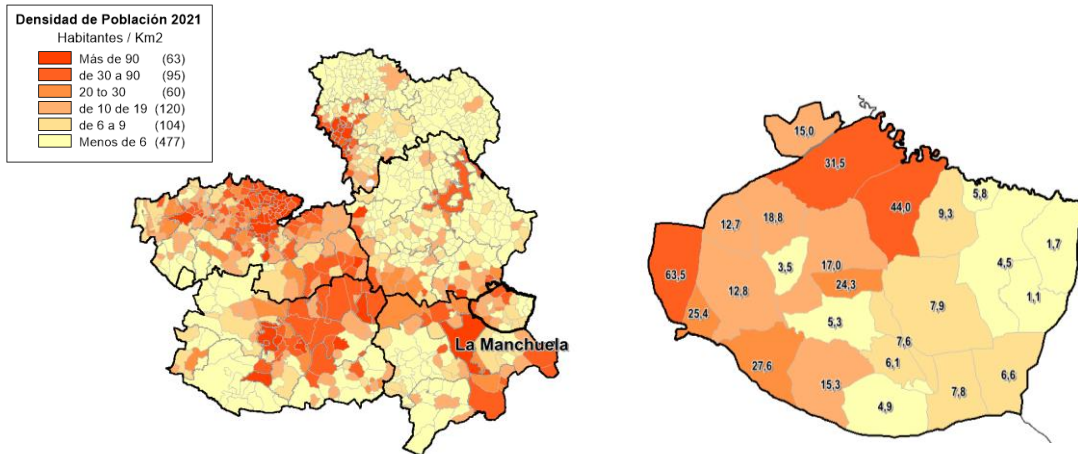 Densidad de Población 2021
Habitantes / Km2
Más de 90 (63)
de 30 a 90 (95)
20 to 30 (60)
de 10 de 19 (120)
de 6 a 9 (104)
Menos de 6 (477)
La Manchuela
15,0
31,5
44,0
5,8
9,3
12,7
18,8
1,7
4,5
63,5
3,5
17,0
12,8
24,3
1,1
25,4
7,9
5,3
7,6
27,6
6,1
15,3
6,6
7,8
4,9